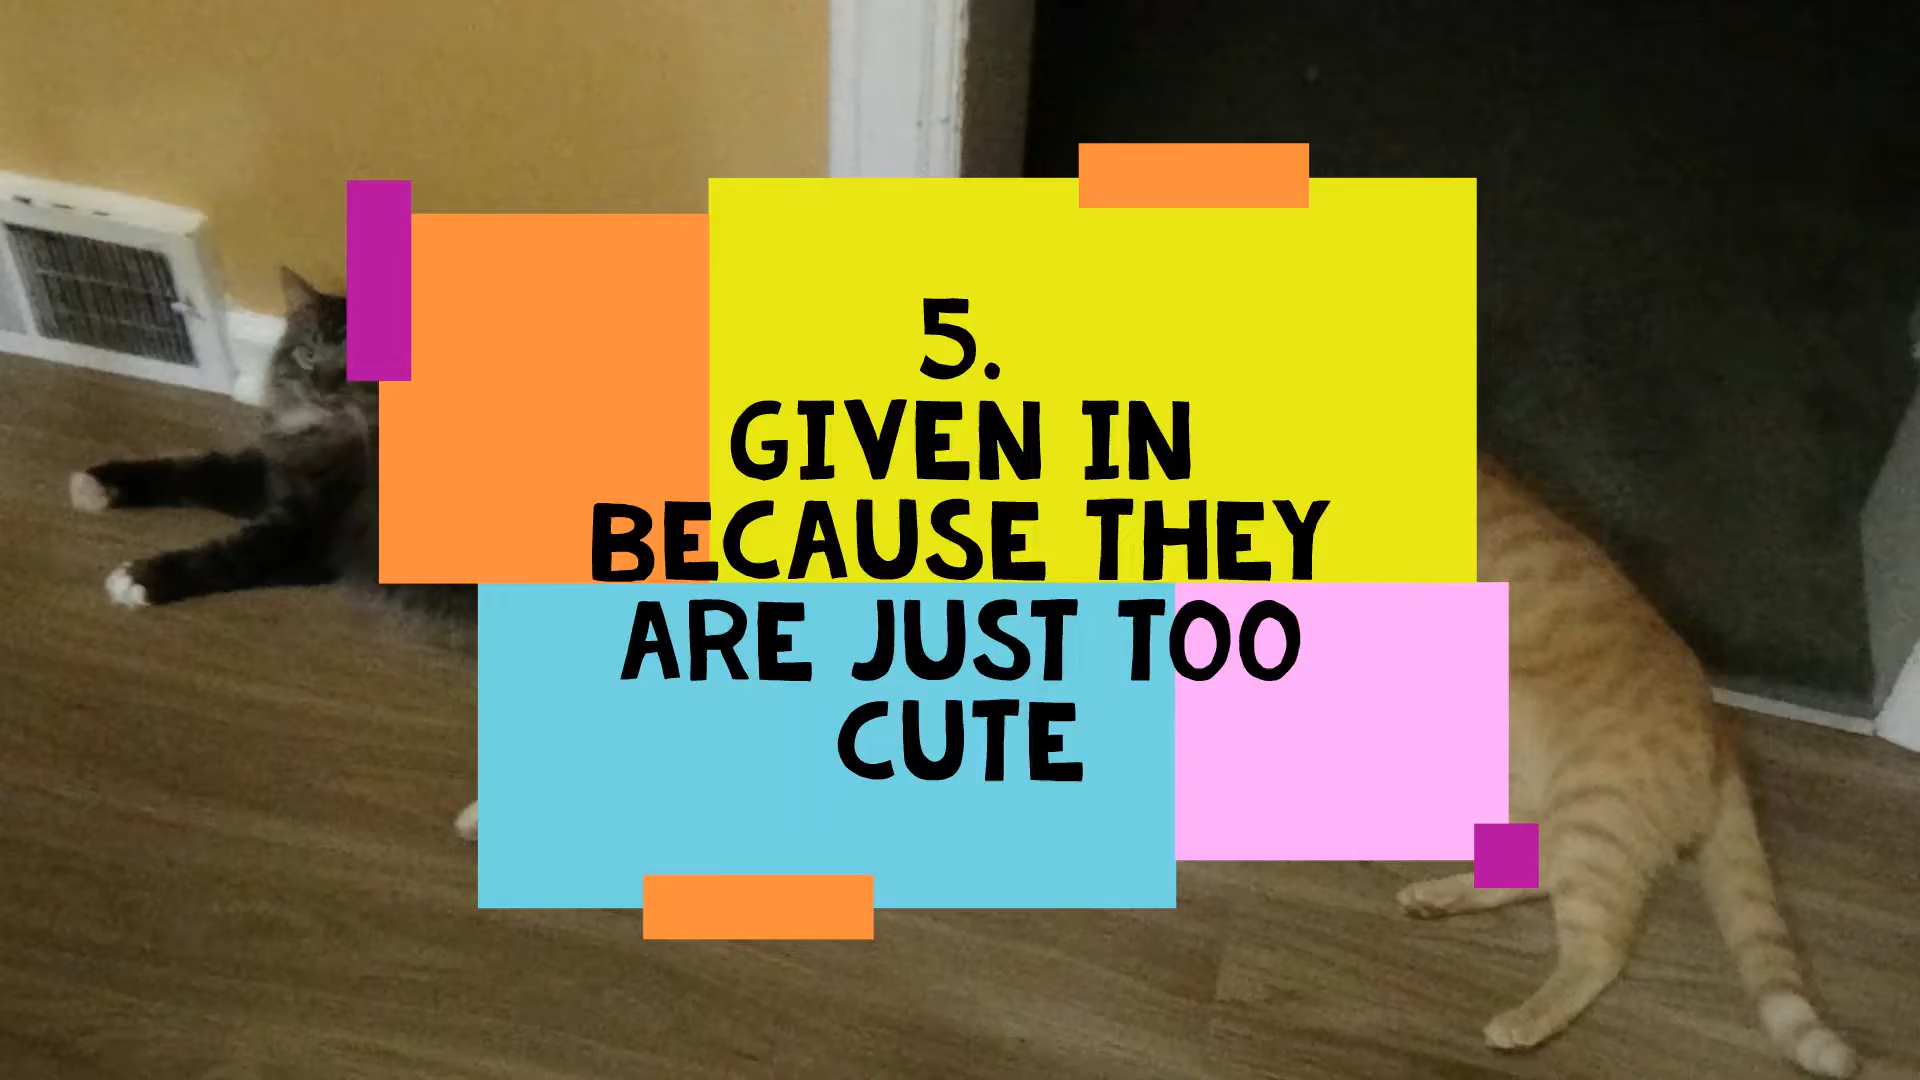 5.
GIVEN IN
BECAUSE THEY
ARE JUST TOO
CUTE